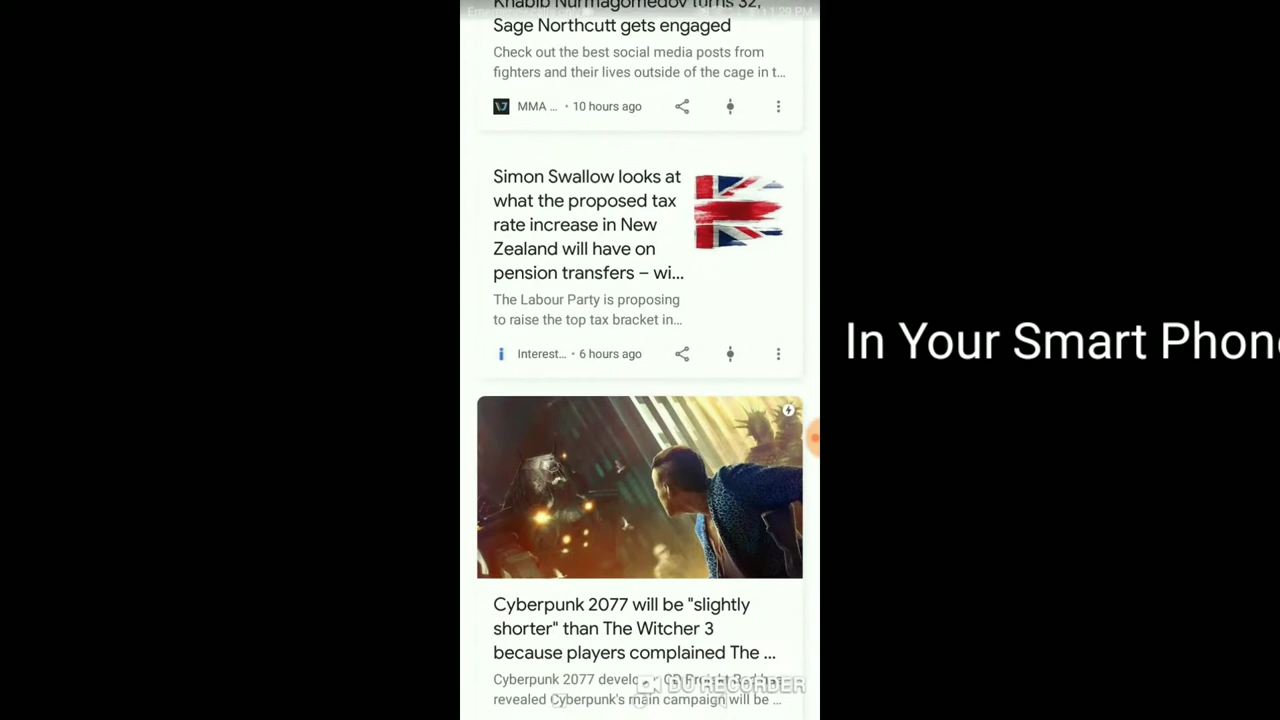 Khabib Nurmagomedov turns 32,
1:29 PM
Sage Northcutt gets engaged
Check out the best social media posts from
fighters and their lives outside of the cage in t...
MMA ... • 10 hours ago
Simon Swallow looks at
what the proposed tax
rate increase in New
Zealand will have on
pension transfers – wi...
The Labour Party is proposing
to raise the top tax bracket in...
Interest... • 6 hours ago
In Your Smart Phon
Cyberpunk 2077 will be "slightly
shorter" than The Witcher 3
because players complained The ...
Cyberpunk 2077 develo
DU RECORDER
revealed Cyberpunk's main campaign will be ...